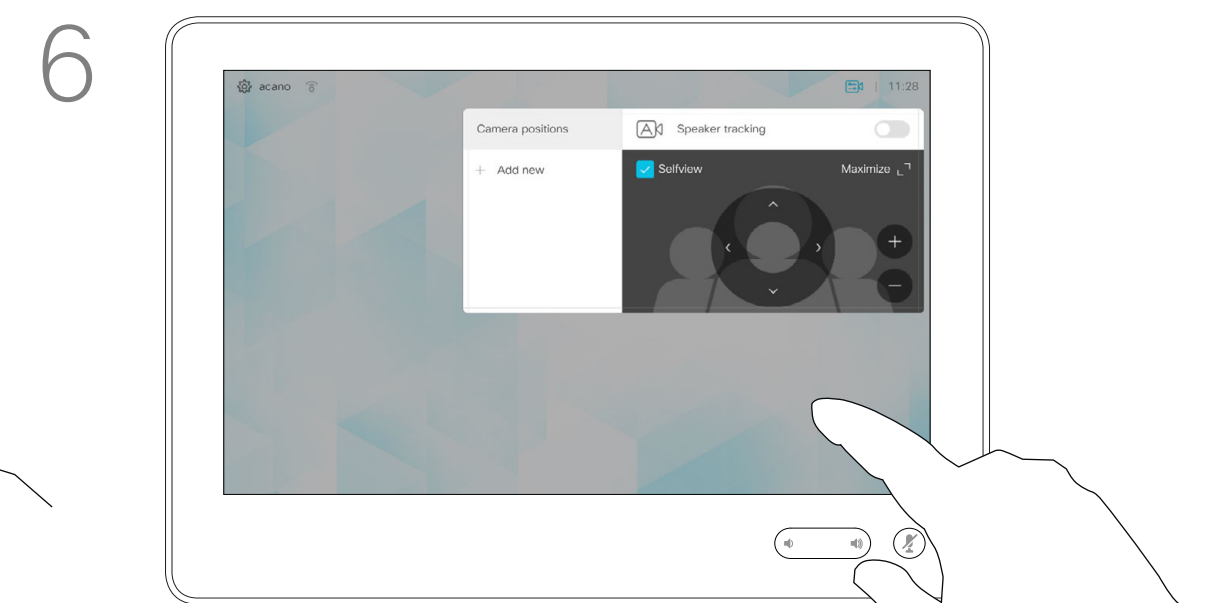 6
acano
11:28
Camera positions
Speaker tracking
+ Add new
Selfview
Maximize